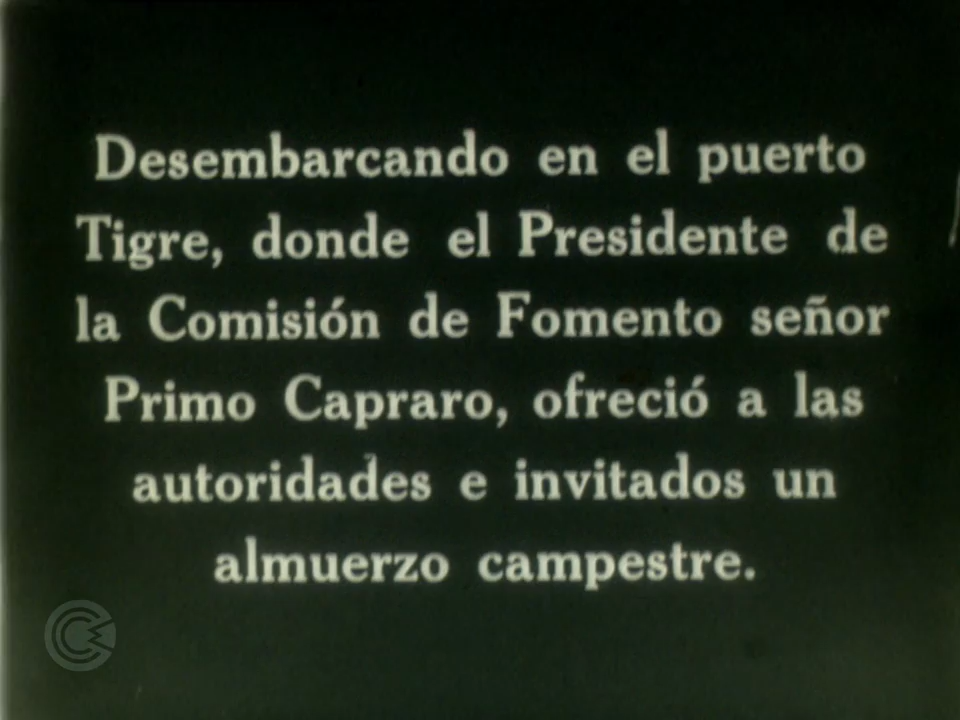 Desembarcando en el puerto
Tigre, donde el Presidente de
la Comisión de Fomento señor
Primo Capraro, ofreció a las
autoridades e invitados un
almuerzo campestre.